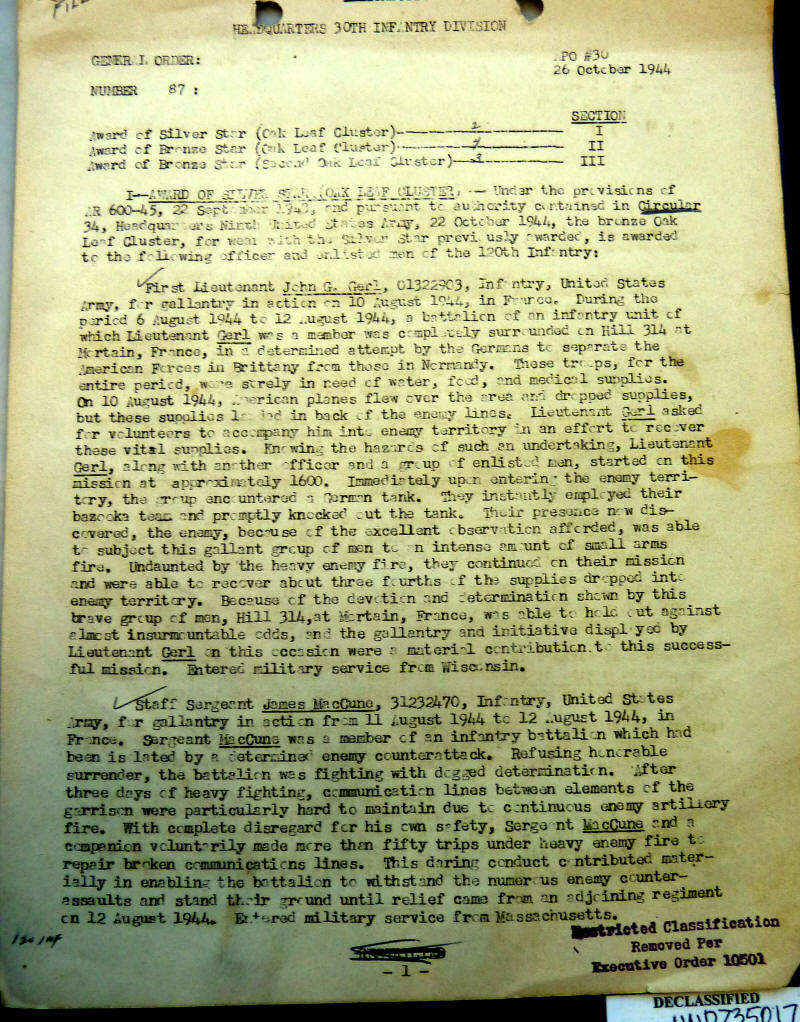 FILE
HEADQUARTERS 30TH INFANTRY DIVISION
GENERAL ORDER:
APO #30
26 October 1944
NUMBER 87 :
SECTION
Award of Silver Star (Oak Leaf Cluster)--- 2 --- I
Award of Bronze Star (Oak Leaf Cluster)--- --- II
Award of Bronze Star (Second Oak Leaf Cluster)--- --- III
I--AWARD OF SILVER STAR (OAK LEAF CLUSTER). -- Under the provisions of
AR 600-45, 22 September 1943, and pursuant to authority contained in Circular
34, Headquarters Ninth United States Army, 22 October 1944, the bronze Oak
Leaf Cluster, for wear with the Silver Star previously awarded, is awarded
to the following officer and enlisted men of the 120th Infantry:
First Lieutenant John G. Gerl, O1322903, Infantry, United States
Army, for gallantry in action on 10 August 1944, in France. During the
period 6 August 1944 to 12 August 1944, a battalion of an infantry unit of
which Lieutenant Gerl was a member was completely surrounded on Hill 314 at
Mortain, France, in a determined attempt by the Germans to separate the
American Forces in Brittany from those in Normandy. These troops, for the
entire period, were sorely in need of water, food, and medical supplies.
On 10 August 1944, American planes flew over the area and dropped supplies,
but these supplies landed in back of the enemy lines. Lieutenant Gerl asked
for volunteers to accompany him into enemy territory in an effort to recover
these vital supplies. Knowing the hazards of such an undertaking, Lieutenant
Gerl, along with another officer and a group of enlisted men, started on this
mission at approximately 1600. Immediately upon entering the enemy terri-
tory, the group encountered a German tank. They instantly employed their
bazooka team and promptly knocked out the tank. Their presence now dis-
covered, the enemy, because of the excellent observation afforded, was able
to subject this gallant group of men to an intense amount of small arms
fire. Undaunted by the heavy enemy fire, they continued on their mission
and were able to recover about three fourths of the supplies dropped into
enemy territory. Because of the devotion and determination shown by this
brave group of men, Hill 314,at Mortain, France, was able to hold out against
almost insurmountable odds, and the gallantry and initiative displayed by
Lieutenant Gerl on this occasion were a material contribution to this success-
ful mission. Entered military service from Wisconsin.
Staff Sergeant James MacCune, 31232470, Infantry, United States
Army, for gallantry in action from 11 August 1944 to 12 August 1944, in
France. Sergeant MacCune was a member of an infantry battalion which had
been isolated by a determined enemy counterattack. Refusing honorable
surrender, the battalion was fighting with dogged determination. After
three days of heavy fighting, communication lines between elements of the
garrison were particularly hard to maintain due to continuous enemy artillery
fire. With complete disregard for his own safety, Sergeant MacCune and a
companion voluntarily made more than fifty trips under heavy enemy fire to
repair broken communications lines. This daring conduct contributed mater-
ially in enabling the battalion to withstand the numerous enemy counter-
assaults and stand their ground until relief came from an adjoining regiment
on 12 August 1944. Entered military service from Massachusetts.
120 Inf
Restricted Classification
Removed Per
Executive Order 10501
- 1 -
DECLASSIFIED
NND735017